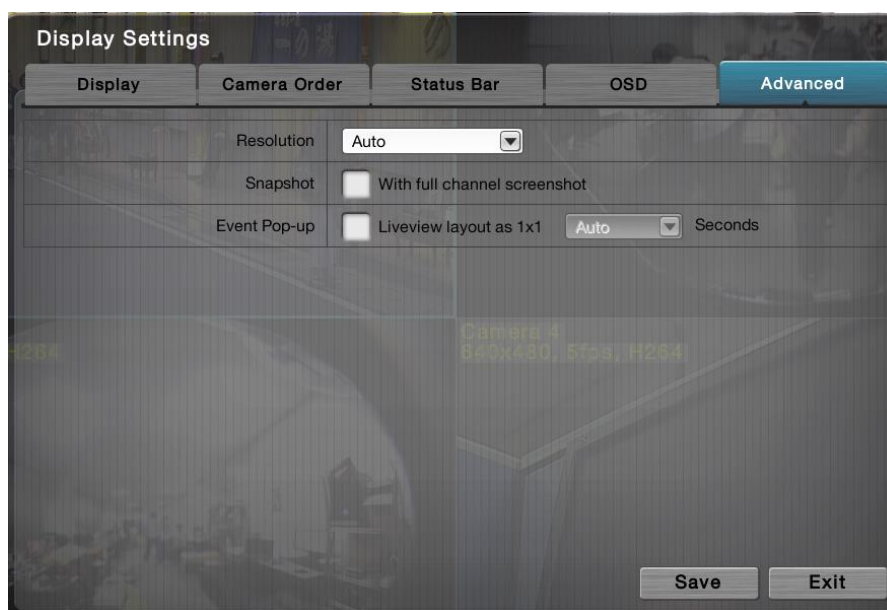 Display Settings
Display Camera Order Status Bar OSD Advanced
Resolution Auto
Snapshot With full channel screenshot
Event Pop-up Liveview layout as 1x1 Auto Seconds
Camera 4
H264 640x480, 5fps, H264
Save Exit